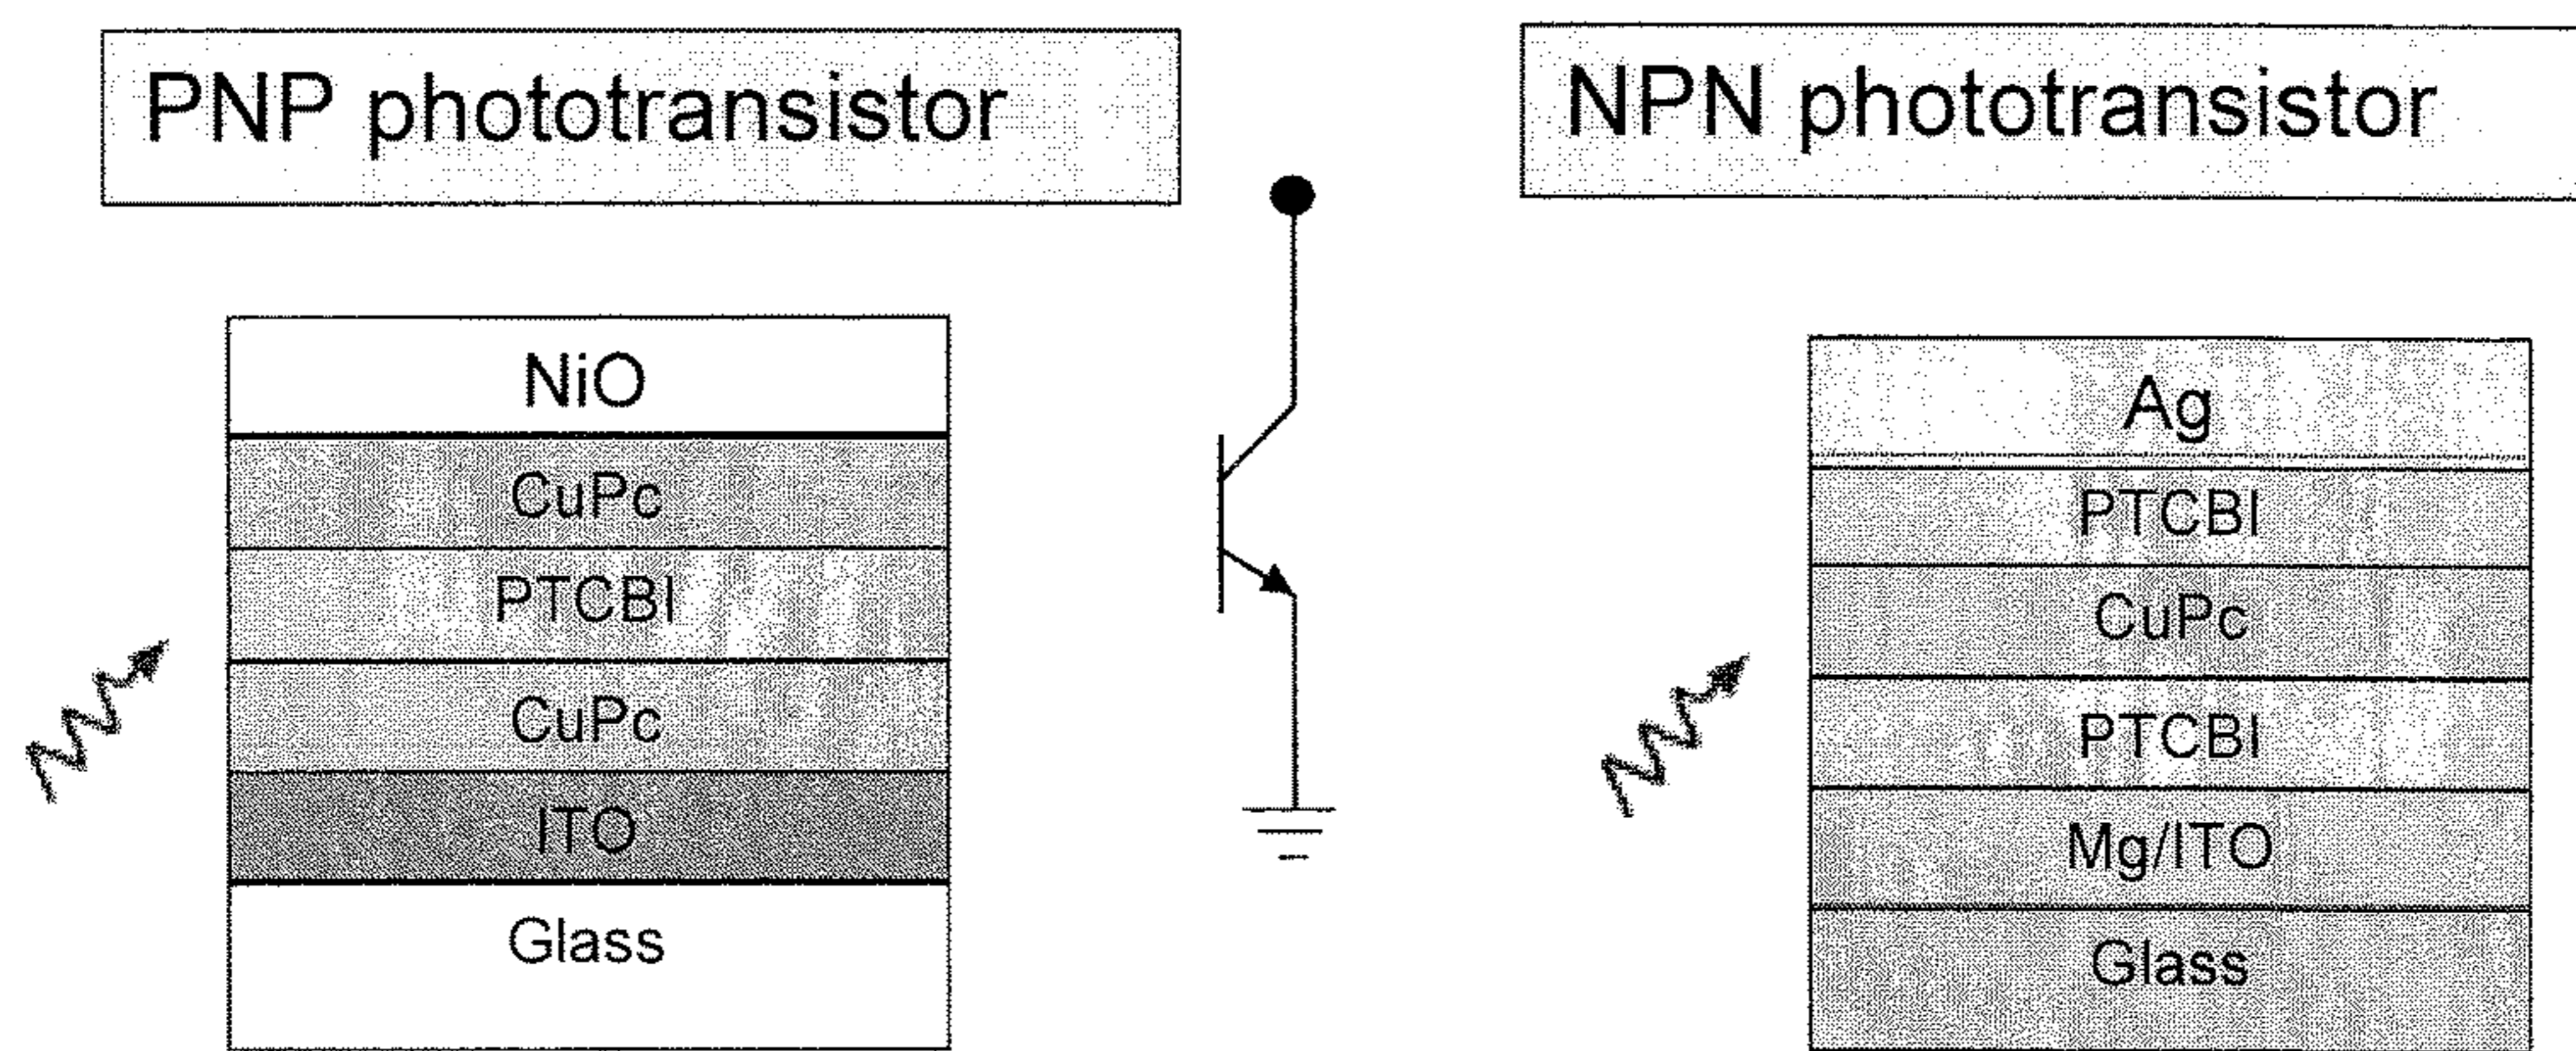 PNP phototransistor
NiO
CuPc
PTCBI
CuPc
ITO
Glass
NPN phototransistor
Ag
PTCBI
CuPc
PTCBI
Mg/ITO
Glass